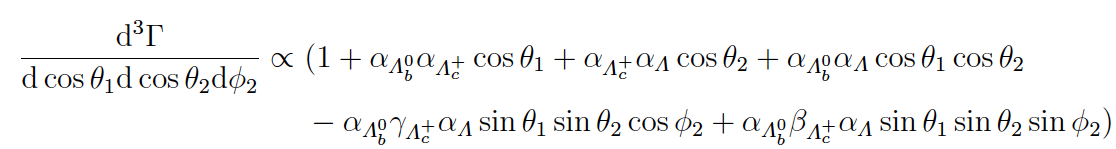 d³Γ / (d cos θ₁ d cos θ₂ dϕ₂) ∝ (1 + α_{Λ_b^0} α_{Λ_c^+} cos θ₁ + α_{Λ_c^+} α_Λ cos θ₂ + α_{Λ_b^0} α_Λ cos θ₁ cos θ₂
− α_{Λ_b^0} γ_{Λ_c^+} α_Λ sin θ₁ sin θ₂ cos ϕ₂ + α_{Λ_b^0} β_{Λ_c^+} α_Λ sin θ₁ sin θ₂ sin ϕ₂)